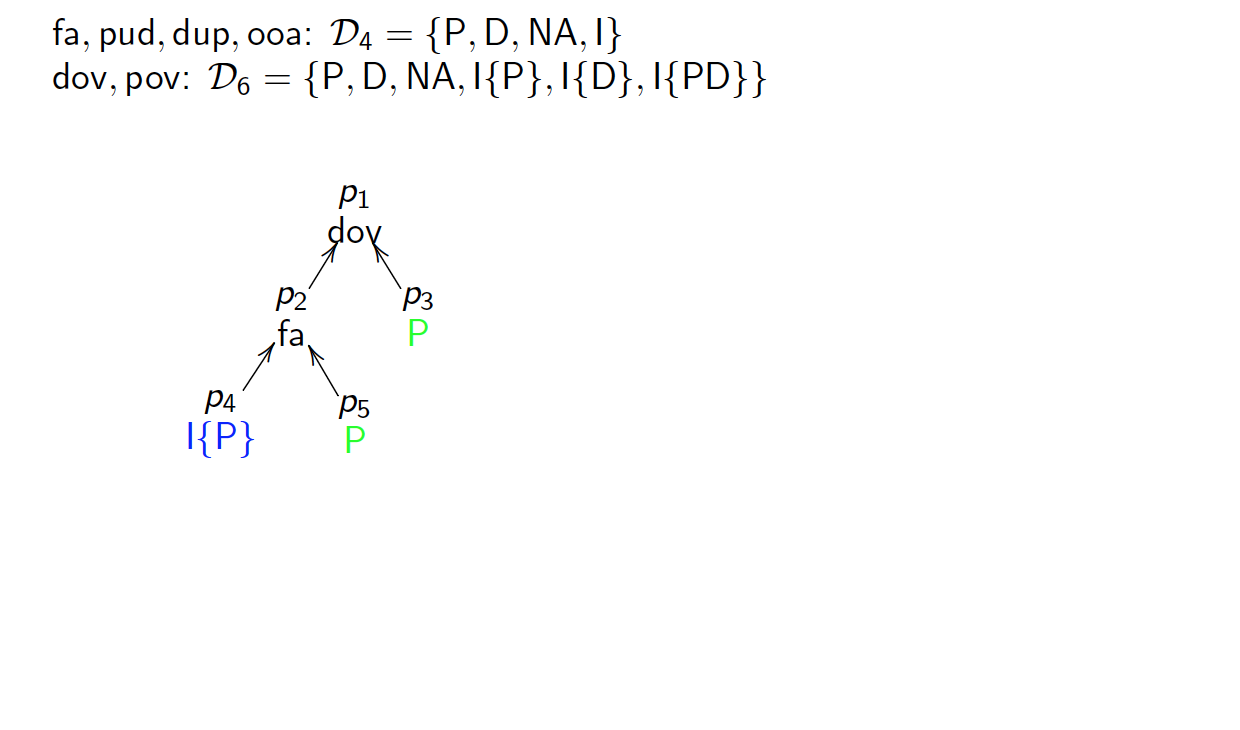 fa, pud, dup, ooa: 𝒟₄ = {P, D, NA, I}
dov, pov: 𝒟₆ = {P, D, NA, I{P}, I{D}, I{PD}}
p₁
dov
p₂ p₃
fa P
p₄ p₅
I{P} P